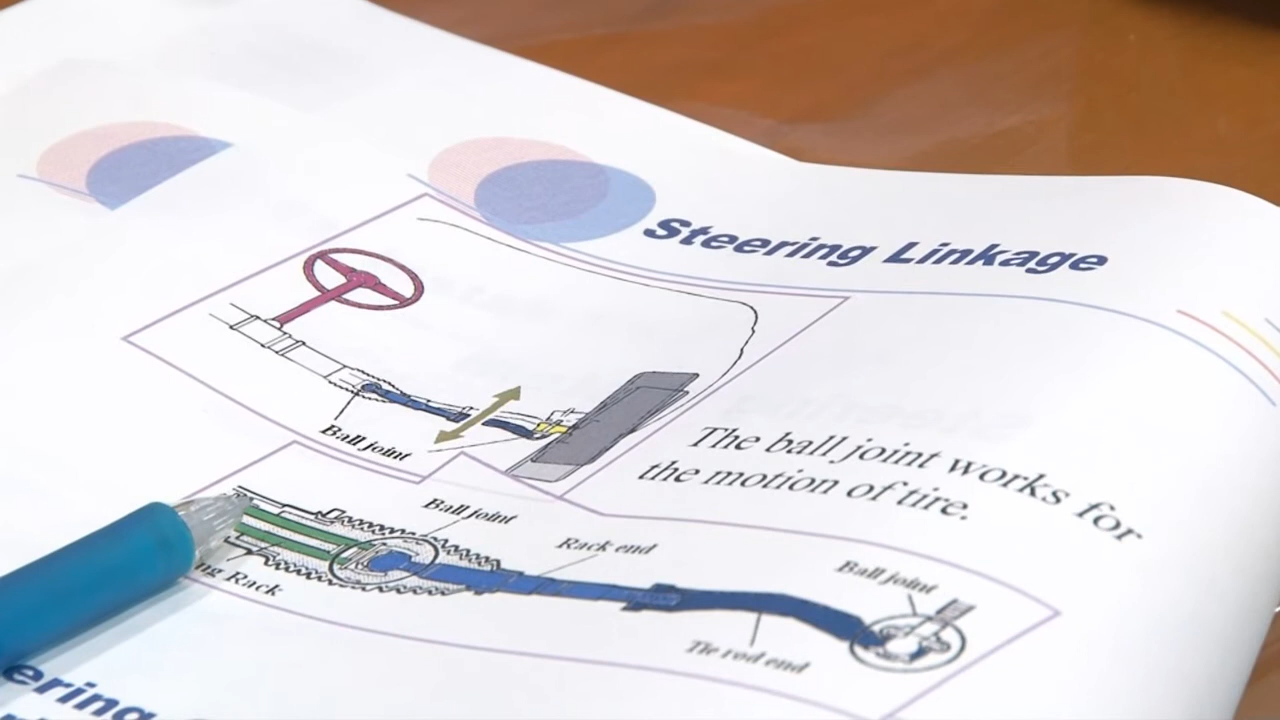 Steering Linkage
Ball joint
The ball joint works for
the motion of tire.
Ball joint
Rack end
Ball joint
ng Rack
Tie rod end
ering